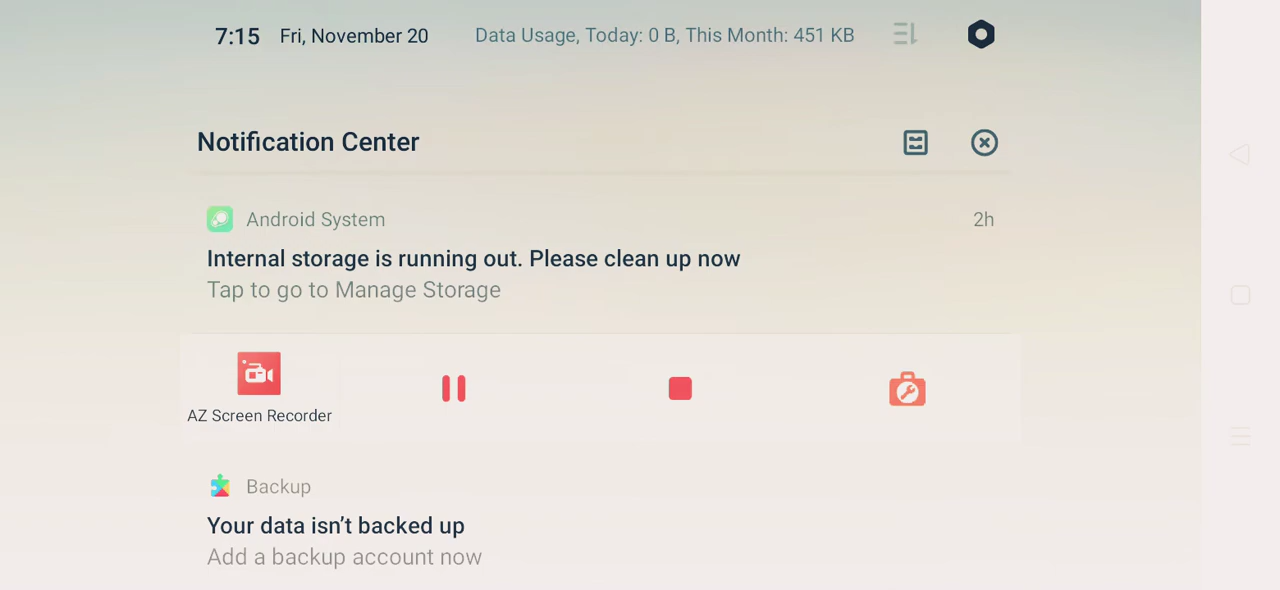 7:15 Fri, November 20 Data Usage, Today: 0 B, This Month: 451 KB
Notification Center
Android System 2h
Internal storage is running out. Please clean up now
Tap to go to Manage Storage
AZ Screen Recorder
Backup
Your data isn’t backed up
Add a backup account now